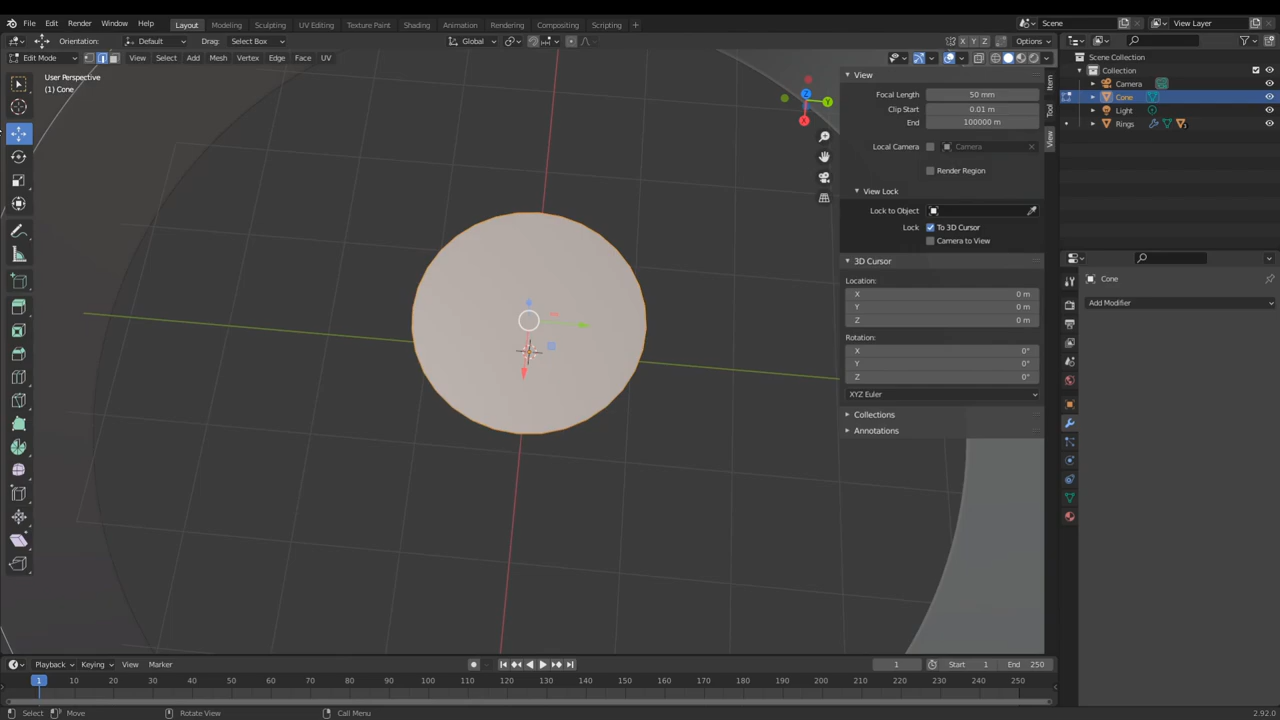 File Edit Render Window Help Layout Modeling Sculpting UV Editing Texture Paint Shading Animation Rendering Compositing Scripting + Scene View Layer
Orientation: Default Drag: Select Box Global X Y Z Options
Edit Mode View Select Add Mesh Vertex Edge Face UV
User Perspective
(1) Cone
Z
Y
X
View
Focal Length 50 mm
Clip Start 0.01 m
End 100000 m
Local Camera Camera
Render Region
View Lock
Lock to Object
Lock To 3D Cursor
Camera to View
3D Cursor
Location:
X 0 m
Y 0 m
Z 0 m
Rotation:
X 0°
Y 0°
Z 0°
XYZ Euler
Collections
Annotations
Item
Tool
View
Scene Collection
Collection
Camera
Cone
Light
Rings
Cone
Add Modifier
Playback Keying View Marker 1 Start 1 End 250
1 10 20 30 40 50 60 70 80 90 100 110 120 130 140 150 160 170 180 190 200 210 220 230 240 250
Select Move Rotate View Call Menu 2.92.0